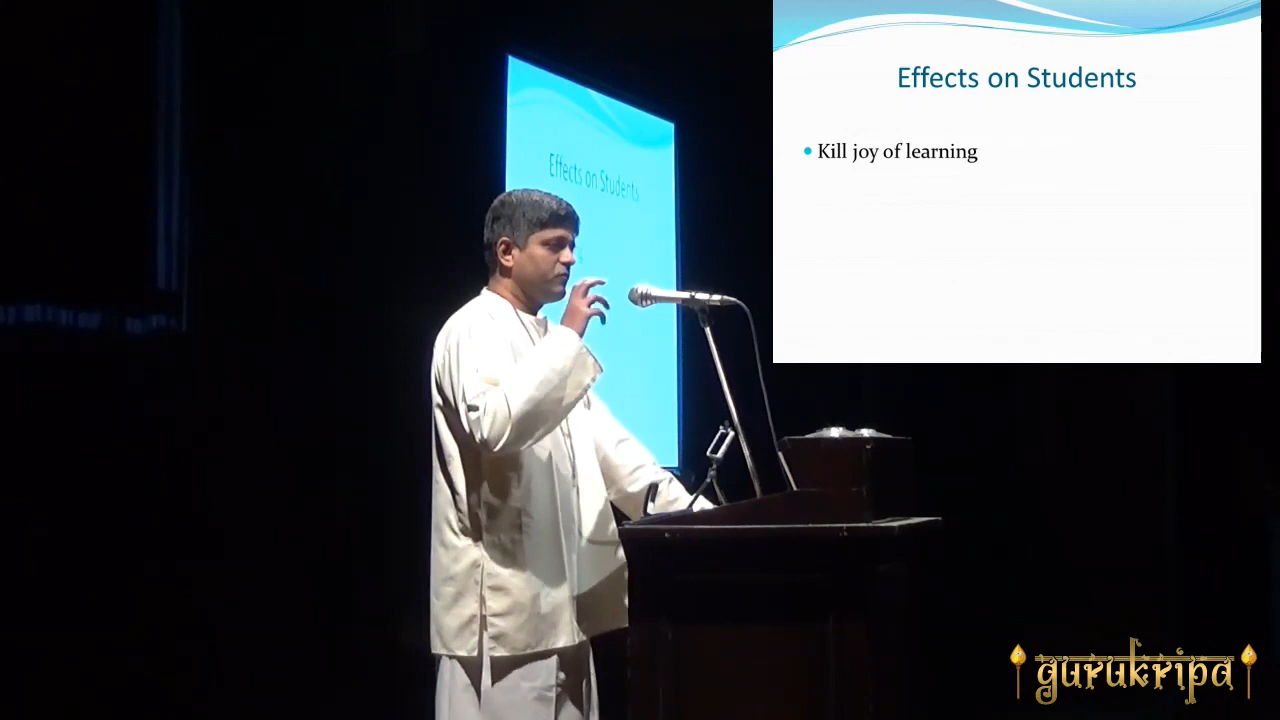 Effects on Students
Effects on Students
• Kill joy of learning
gurukripa